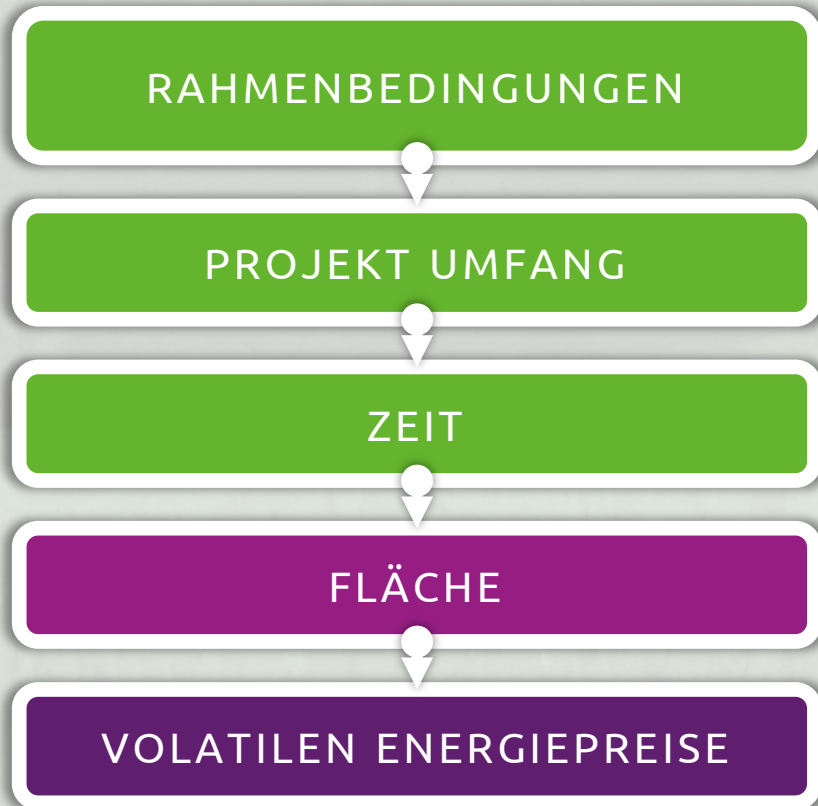 RAHMENBEDINGUNGEN
PROJEKT UMFANG
ZEIT
FLÄCHE
VOLATILEN ENERGIEPREISE